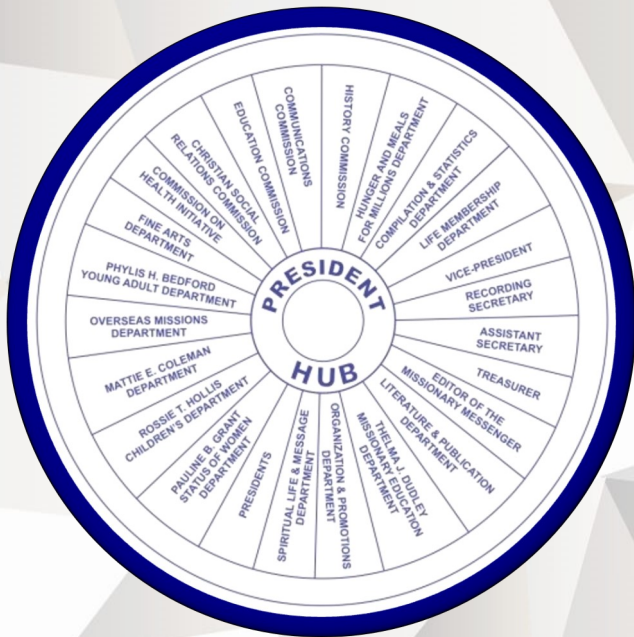 PRESIDENT
HUB
HISTORY COMMISSION
HUNGER AND MEALS
FOR MILLIONS DEPARTMENT
COMPILATION & STATISTICS
DEPARTMENT
LIFE MEMBERSHIP
DEPARTMENT
VICE-PRESIDENT
RECORDING
SECRETARY
ASSISTANT
SECRETARY
TREASURER
EDITOR OF THE
MISSIONARY MESSENGER
LITERATURE & PUBLICATION
DEPARTMENT
THELMA J. DUDLEY
MISSIONARY EDUCATION
DEPARTMENT
ORGANIZATION & PROMOTIONS
DEPARTMENT
SPIRITUAL LIFE & MESSAGE
DEPARTMENT
PRESIDENTS
PAULINE B. GRANT
STATUS OF WOMEN
DEPARTMENT
ROSSIE T. HOLLIS
CHILDREN'S DEPARTMENT
MATTIE E. COLEMAN
DEPARTMENT
OVERSEAS MISSIONS
DEPARTMENT
PHYLIS H. BEDFORD
YOUNG ADULT DEPARTMENT
FINE ARTS
DEPARTMENT
COMMISSION ON
HEALTH INITIATIVE
CHRISTIAN SOCIAL
RELATIONS COMMISSION
EDUCATION COMMISSION
COMMUNICATIONS
COMMISSION